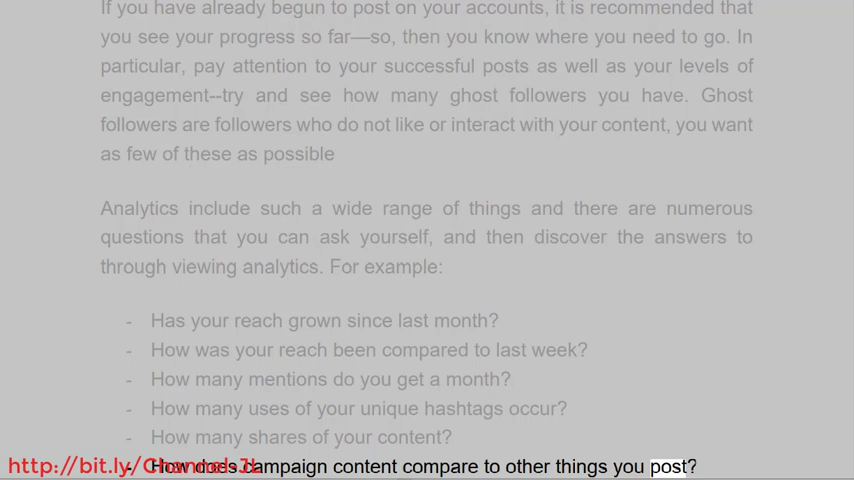 If you have already begun to post on your accounts, it is recommended that
you see your progress so far—so, then you know where you need to go. In
particular, pay attention to your successful posts as well as your levels of
engagement--try and see how many ghost followers you have. Ghost
followers are followers who do not like or interact with your content, you want
as few of these as possible
Analytics include such a wide range of things and there are numerous
questions that you can ask yourself, and then discover the answers to
through viewing analytics. For example:
- Has your reach grown since last month?
- How was your reach been compared to last week?
- How many mentions do you get a month?
- How many uses of your unique hashtags occur?
- How many shares of your content?
- How does campaign content compare to other things you post?
http://bit.ly/Channel-JL